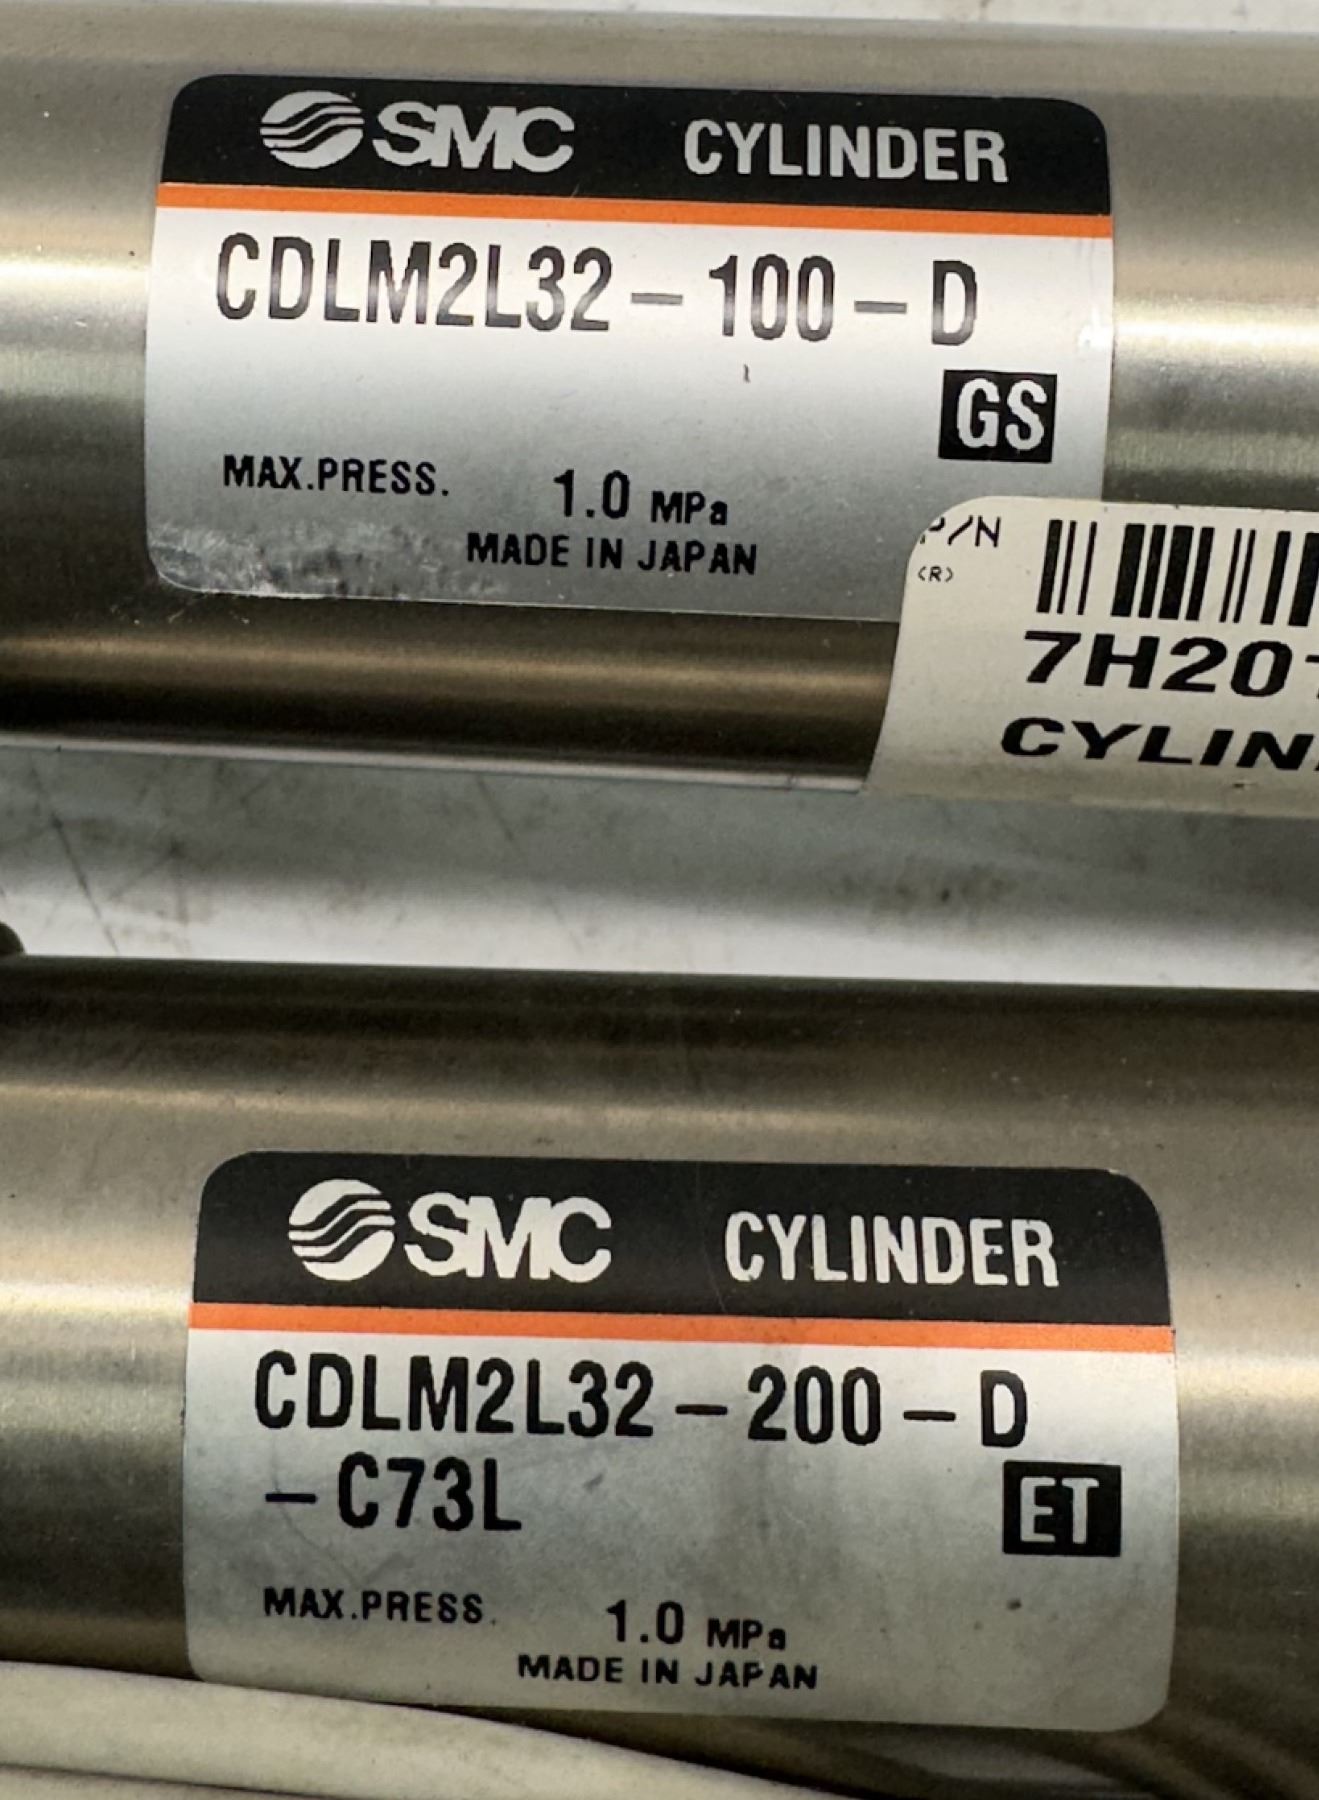 SMC CYLINDER
CDLM2L32-100-D
GS
MAX.PRESS. 1.0 MPa
MADE IN JAPAN
P/N
(R)
7H20
CYLIN
SMC CYLINDER
CDLM2L32-200-D
-C73L
ET
MAX.PRESS. 1.0 MPa
MADE IN JAPAN